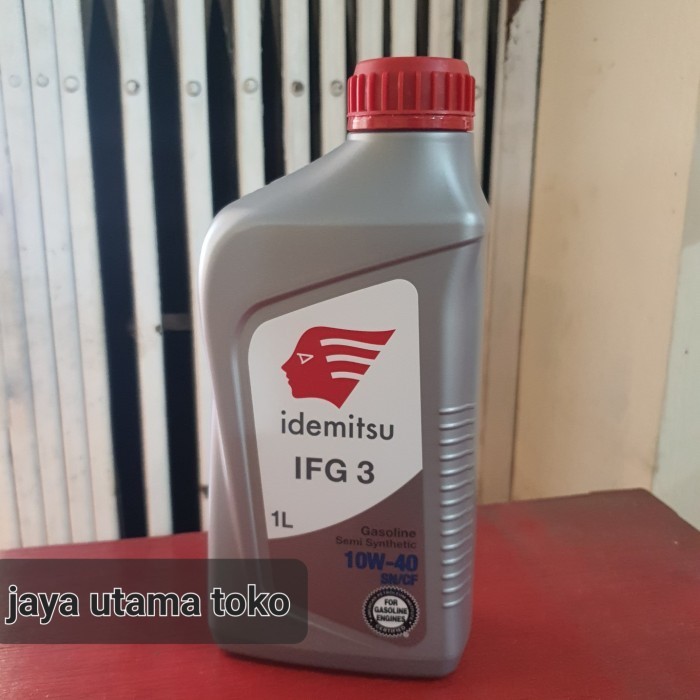 idemitsu
IFG 3
1L
Gasoline
Semi Synthetic
10W-40
SN/CF
FOR
GASOLINE
ENGINES
jaya utama toko